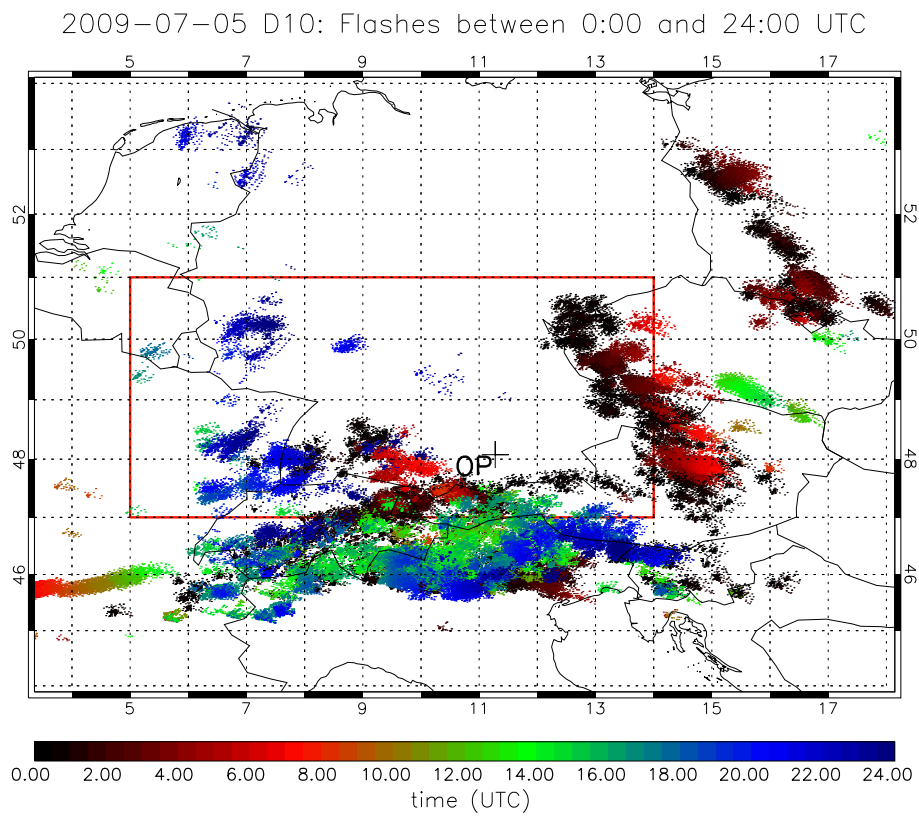 2009-07-05 D10: Flashes between 0:00 and 24:00 UTC
5 7 9 11 13 15 17
52 52
50 50
48 48
OP
46 46
5 7 9 11 13 15 17
0.00 2.00 4.00 6.00 8.00 10.00 12.00 14.00 16.00 18.00 20.00 22.00 24.00
time (UTC)